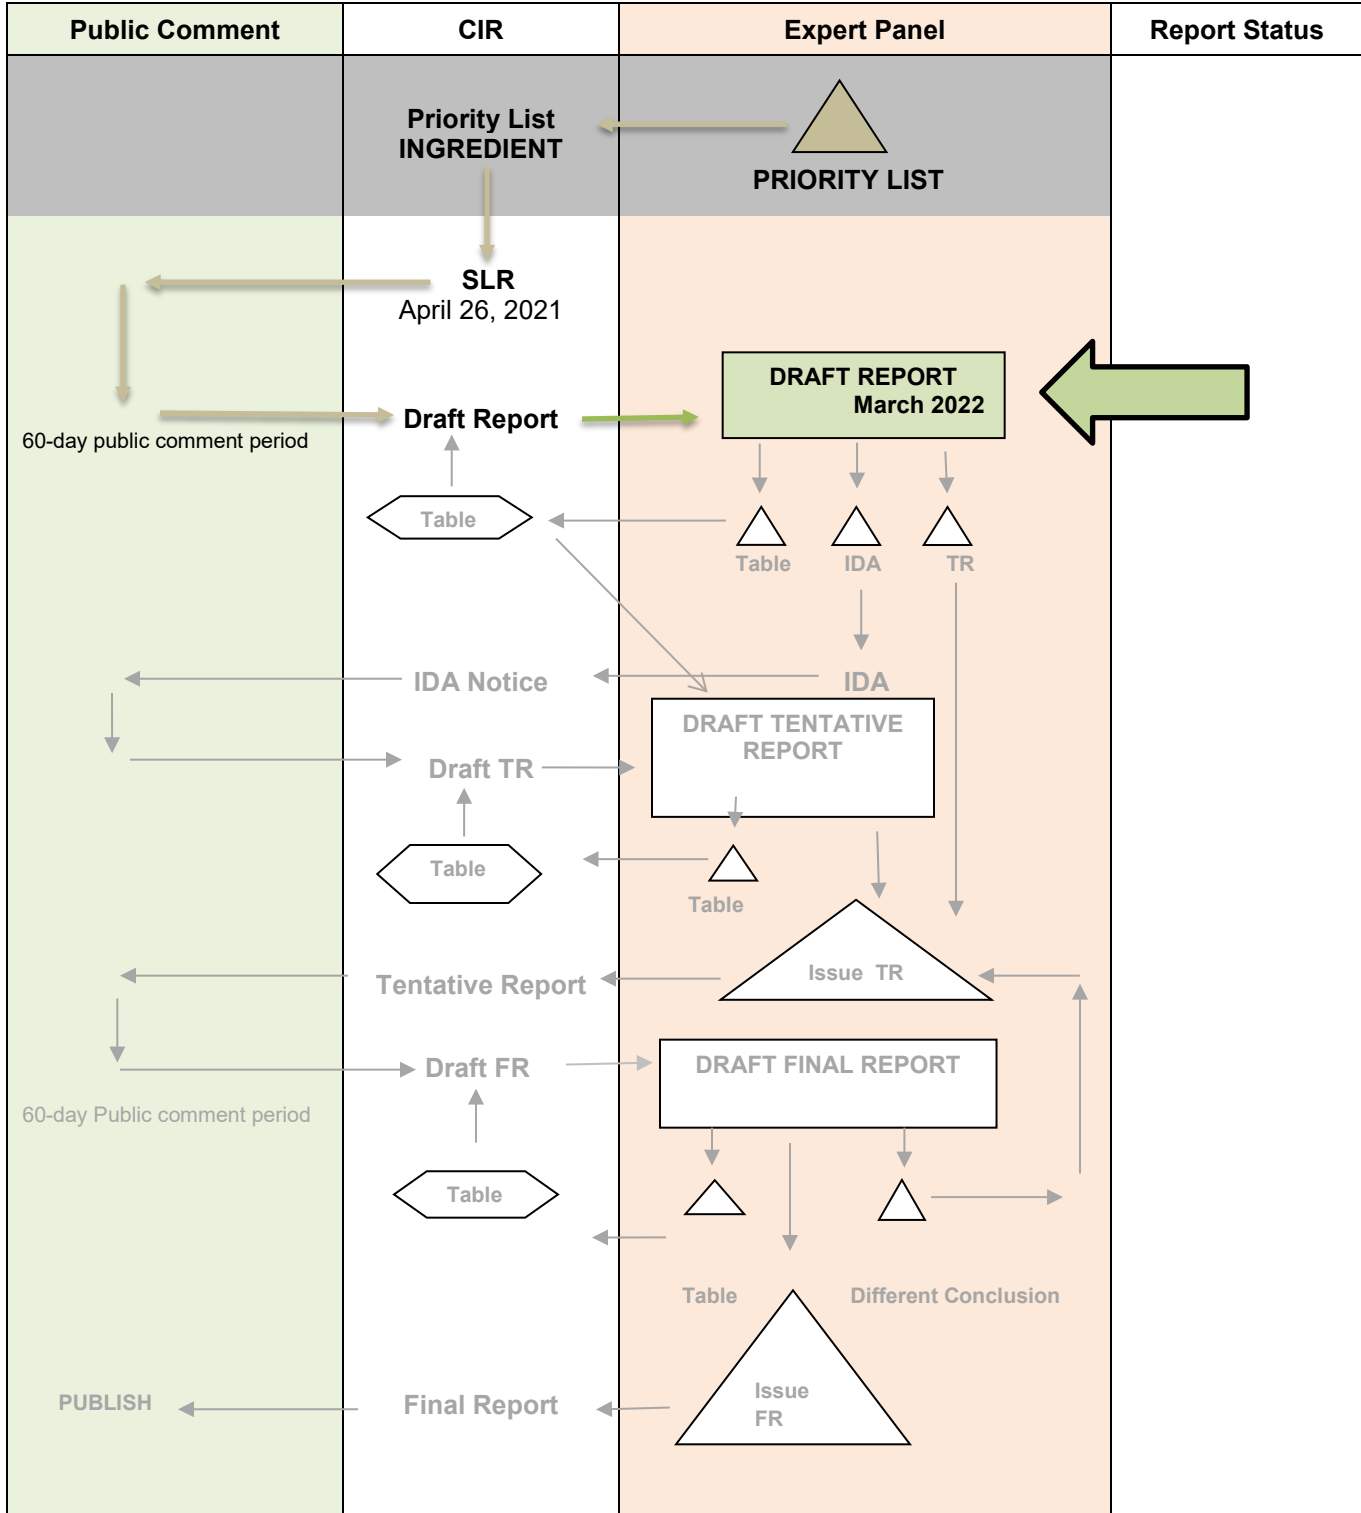 Public Comment
CIR
Expert Panel
Report Status
Priority List
INGREDIENT
PRIORITY LIST
SLR
April 26, 2021
DRAFT REPORT
March 2022
Draft Report
60-day public comment period
Table
Table
IDA
TR
IDA Notice
IDA
DRAFT TENTATIVE
REPORT
Draft TR
Table
Table
Issue TR
Tentative Report
Draft FR
DRAFT FINAL REPORT
60-day Public comment period
Table
Table
Different Conclusion
Issue
FR
PUBLISH
Final Report